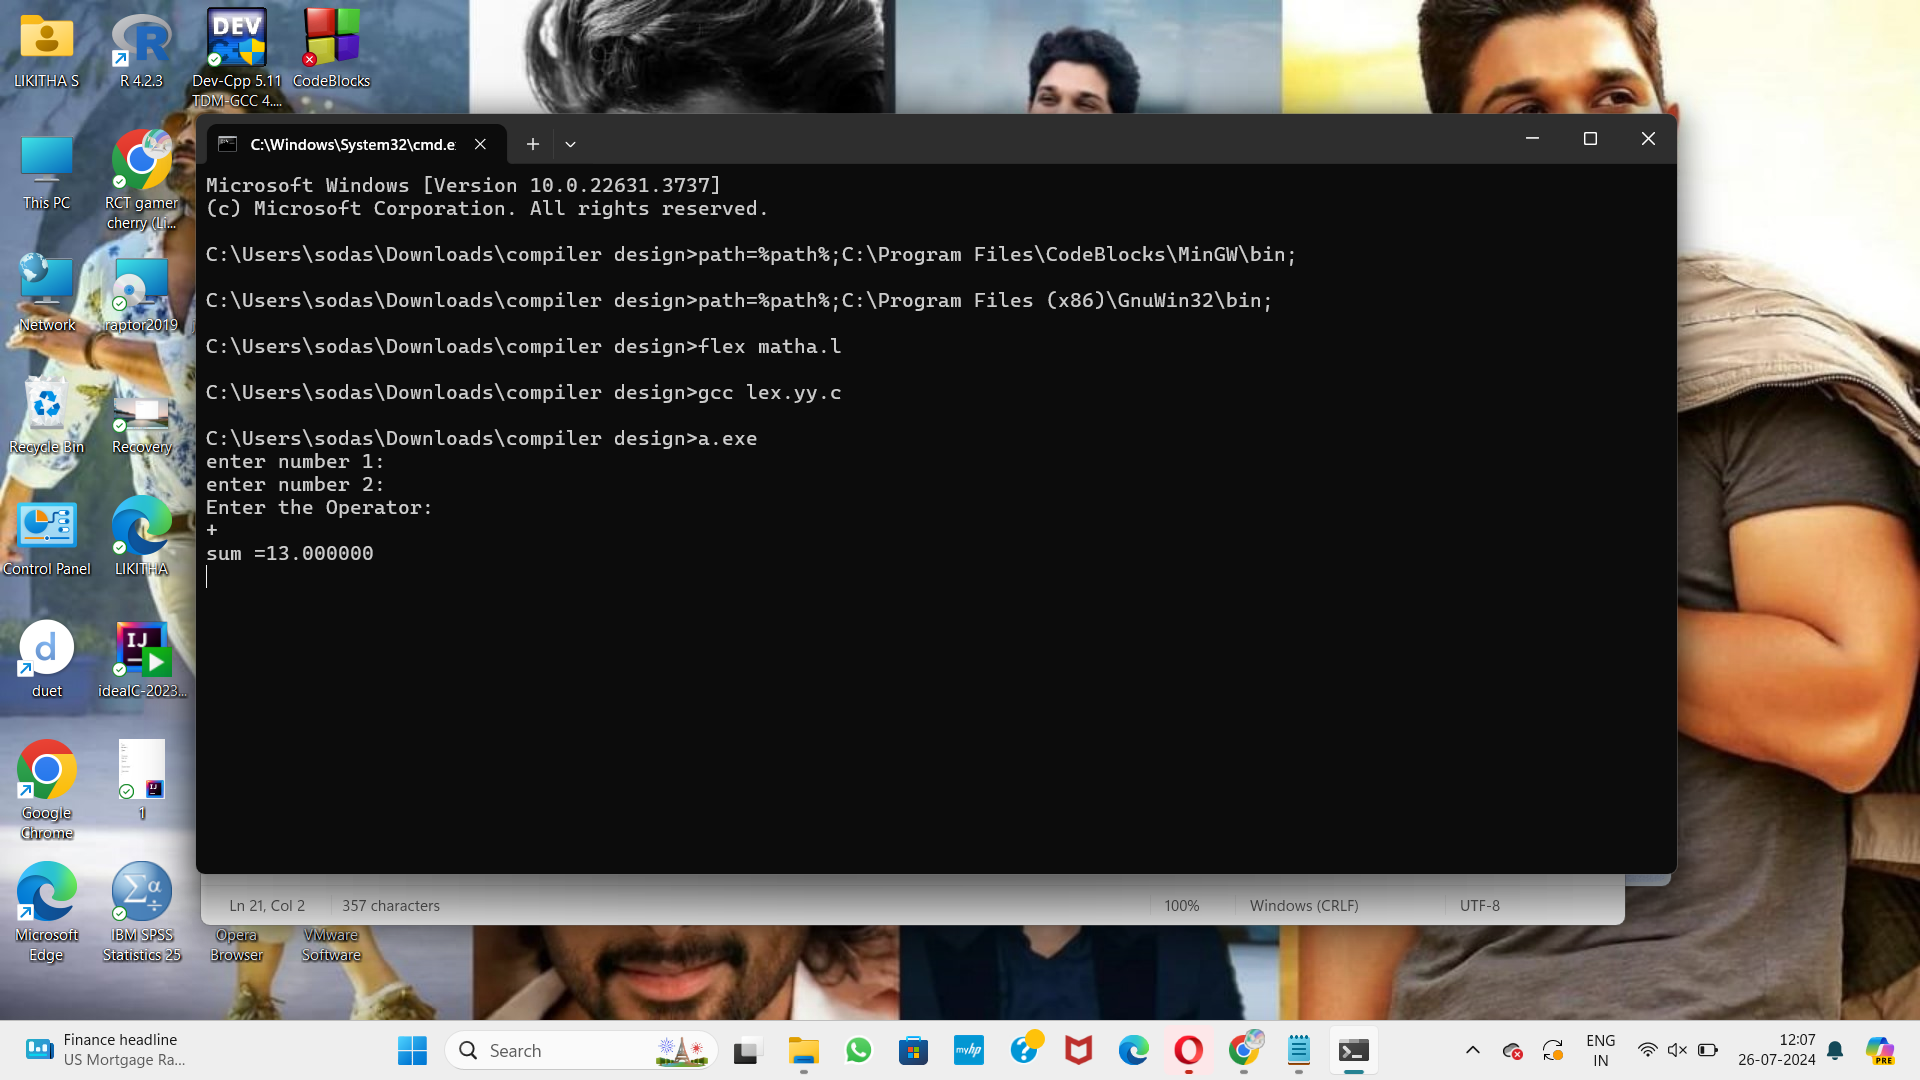 LIKITHA S
R 4.2.3
DEV
Dev-Cpp 5.11
TDM-GCC 4....
CodeBlocks
This PC
RCT gamer
cherry (Li...
Network
raptor2019
Recycle Bin
Recovery
Control Panel
LIKITHA
d
duet
IJ
ideaIC-2023...
Google
Chrome
1
Microsoft
Edge
IBM SPSS
Statistics 25
Opera
Browser
VMware
Software
C:\Windows\System32\cmd.e
Microsoft Windows [Version 10.0.22631.3737]
(c) Microsoft Corporation. All rights reserved.
C:\Users\sodas\Downloads\compiler design>path=%path%;C:\Program Files\CodeBlocks\MinGW\bin;
C:\Users\sodas\Downloads\compiler design>path=%path%;C:\Program Files (x86)\GnuWin32\bin;
C:\Users\sodas\Downloads\compiler design>flex matha.l
C:\Users\sodas\Downloads\compiler design>gcc lex.yy.c
C:\Users\sodas\Downloads\compiler design>a.exe
enter number 1:
enter number 2:
Enter the Operator:
+
sum =13.000000
Ln 21, Col 2
357 characters
100%
Windows (CRLF)
UTF-8
Finance headline
US Mortgage Ra...
Search
myhp
ENG
IN
12:07
26-07-2024
PRE